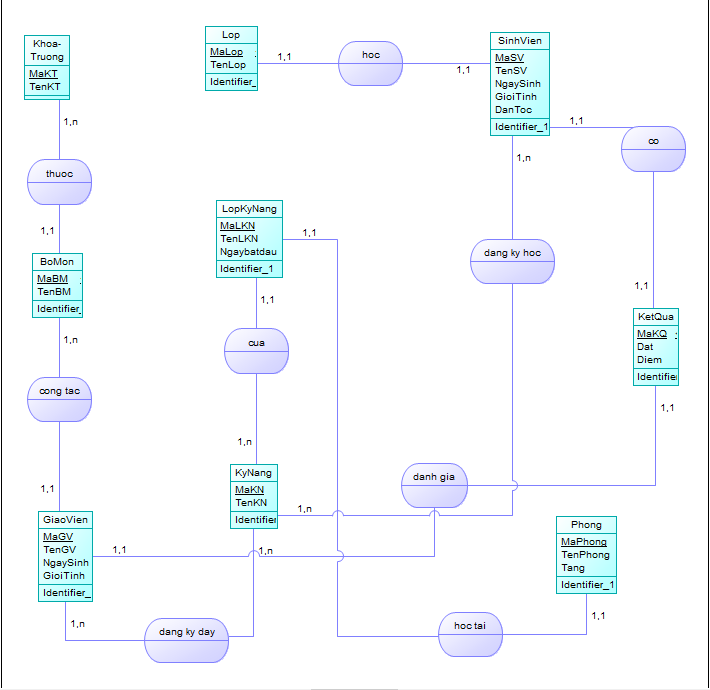 Khoa-
Truong
MaKT
TenKT
Lop
MaLop
TenLop
Identifier_
1,1
hoc
1,1
SinhVien
MaSV
TenSV
NgaySinh
GioiTinh
DanToc
Identifier_1
1,n
1,1
1,n
co
thuoc
1,1
LopKyNang
MaLKN
TenLKN
Ngaybatdau
Identifier_1
1,1
dang ky hoc
BoMon
MaBM
TenBM
Identifier_
1,1
1,1
1,n
cua
KetQua
MaKQ
Dat
Diem
Identifie
cong tac
1,n
1,1
1,1
KyNang
MaKN
TenKN
Identifier
1,n
danh gia
GiaoVien
MaGV
TenGV
NgaySinh
GioiTinh
Identifier_
1,1
1,n
Phong
MaPhong
TenPhong
Tang
Identifier_1
1,n
dang ky day
hoc tai
1,1